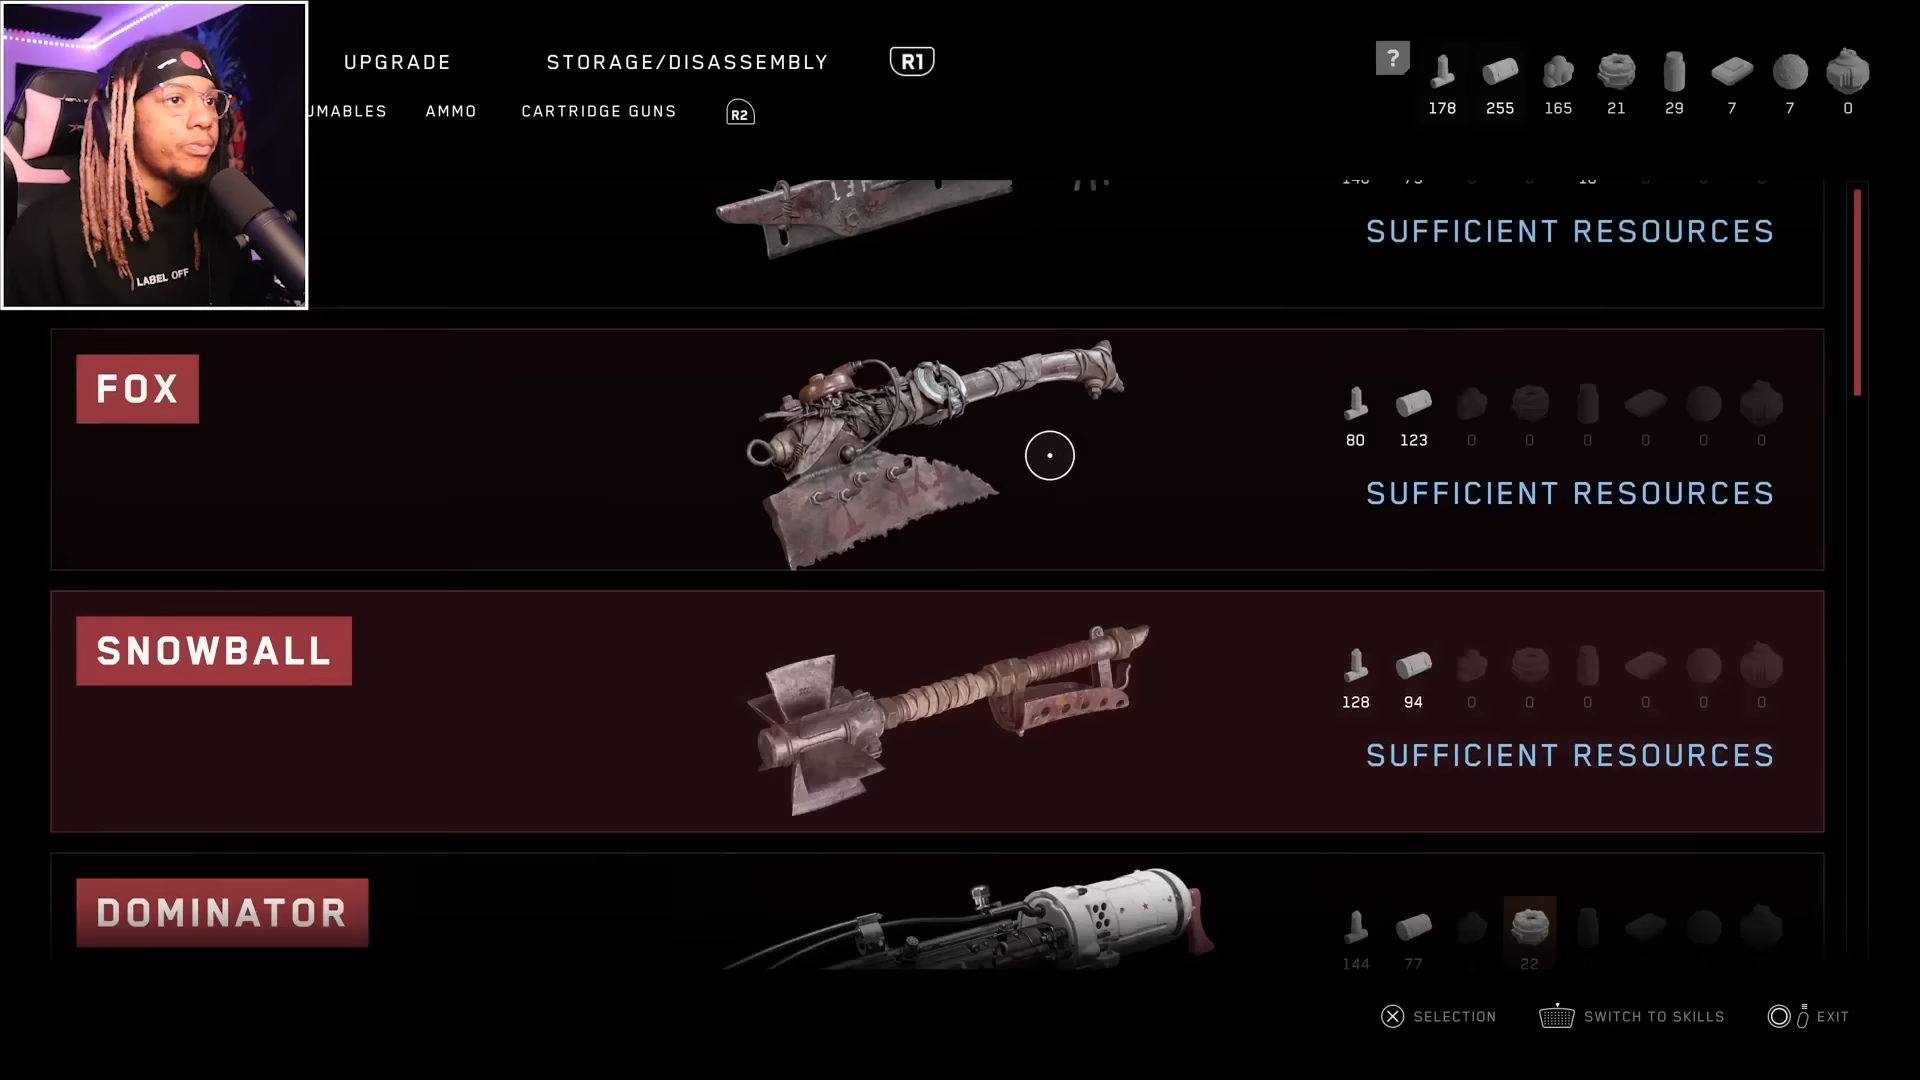 UPGRADE STORAGE/DISASSEMBLY R1
?
178 255 165 21 29 7 7 0
UMABLES AMMO CARTRIDGE GUNS R2
LABEL OFF
SUFFICIENT RESOURCES
FOX
80 123 0 0 0 0 0 0
SUFFICIENT RESOURCES
SNOWBALL
128 94 0 0 0 0 0 0
SUFFICIENT RESOURCES
DOMINATOR
144 77 22
SELECTION SWITCH TO SKILLS EXIT